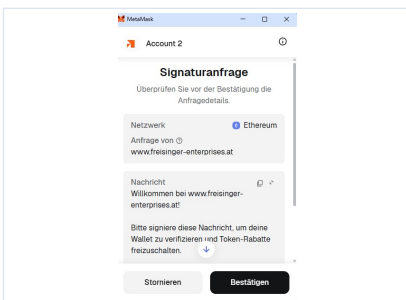 MetaMask
Account 2
Signaturanfrage
Überprüfen Sie vor der Bestätigung die
Anfragedetails.
Netzwerk
Ethereum
Anfrage von
www.freisinger-enterprises.at
Nachricht
Willkommen bei www.freisinger-
enterprises.at!
Bitte signiere diese Nachricht, um deine
Wallet zu verifizieren und Token-Rabatte
freizuschalten.
Stornieren
Bestätigen